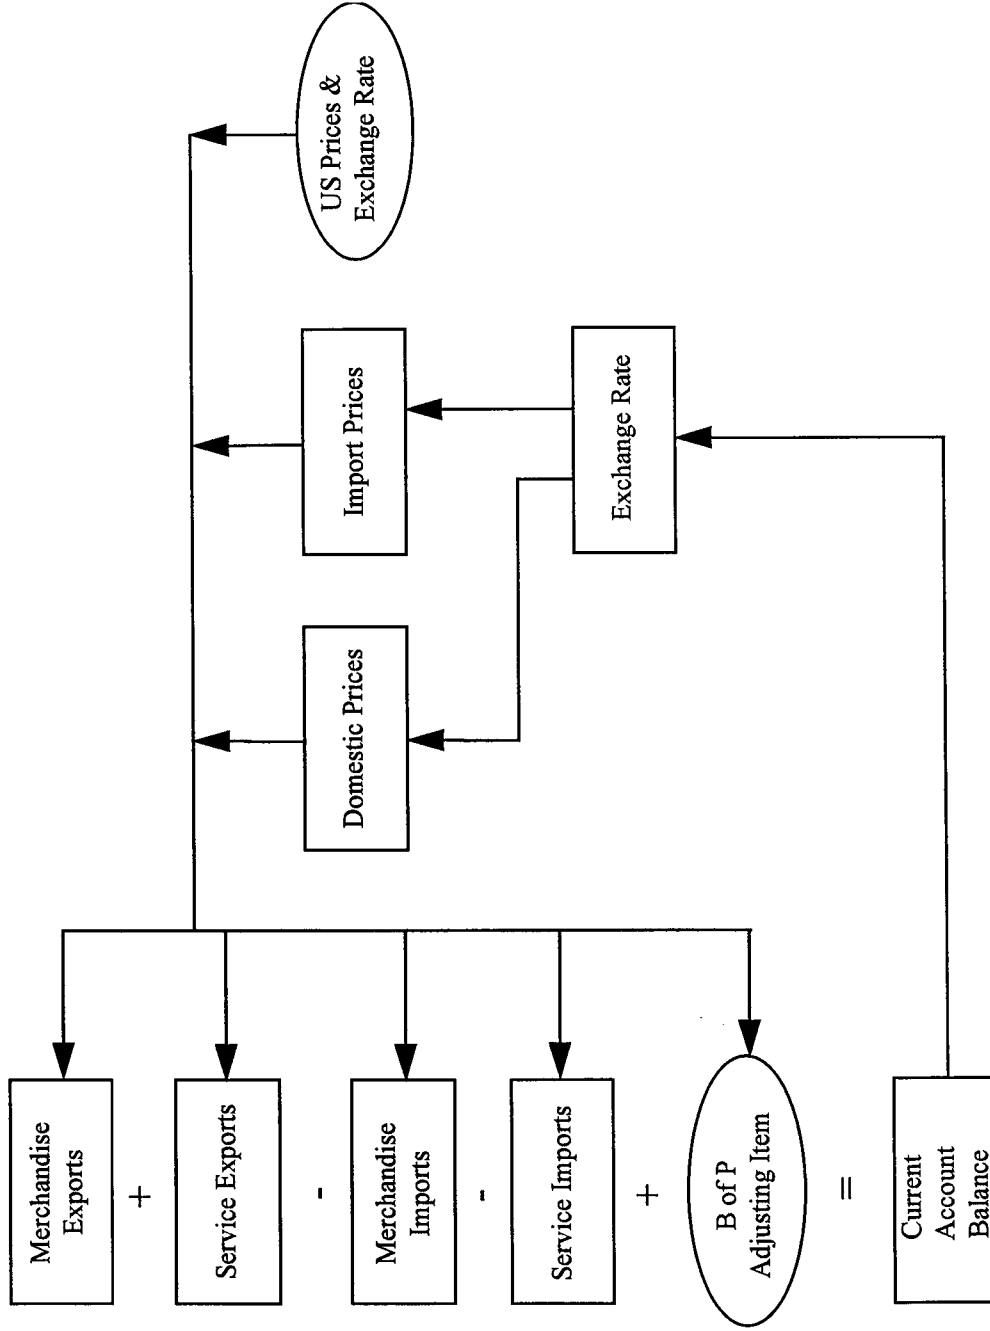 Merchandise
Exports
+
Service Exports
-
Merchandise
Imports
-
Service Imports
+
B of P
Adjusting Item
=
Current
Account
Balance
Domestic Prices
Import Prices
Exchange Rate
US Prices &
Exchange Rate